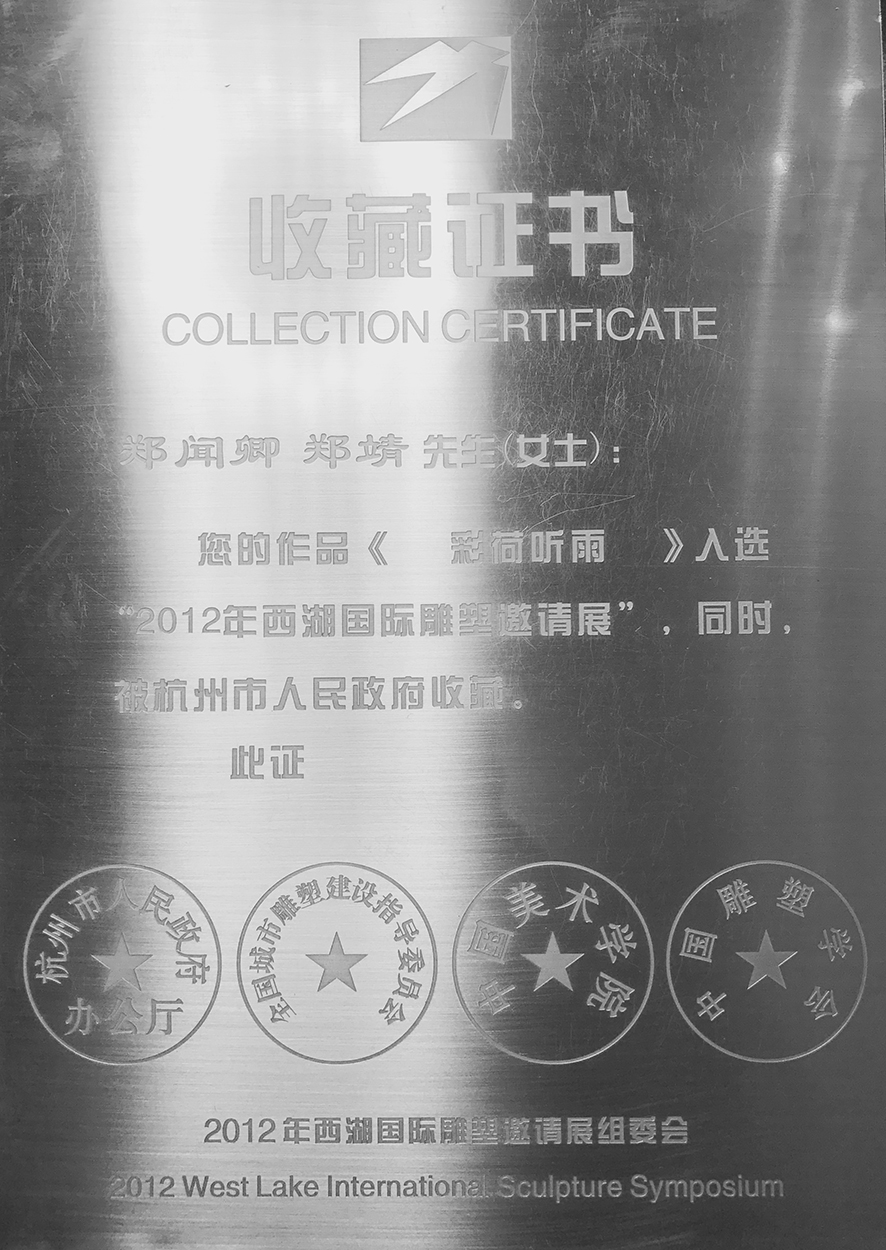 收藏证书
COLLECTION CERTIFICATE
郑闻卿 郑靖 先生(女士)：
您的作品《 彩荷听雨 》入选
“2012年西湖国际雕塑邀请展”，同时，
被杭州市人民政府收藏。
此证
杭州市人民政府
办公厅
全国城市雕塑建设指导委员会
中国美术学院
中国雕塑学会
2012年西湖国际雕塑邀请展组委会
2012 West Lake International Sculpture Symposium